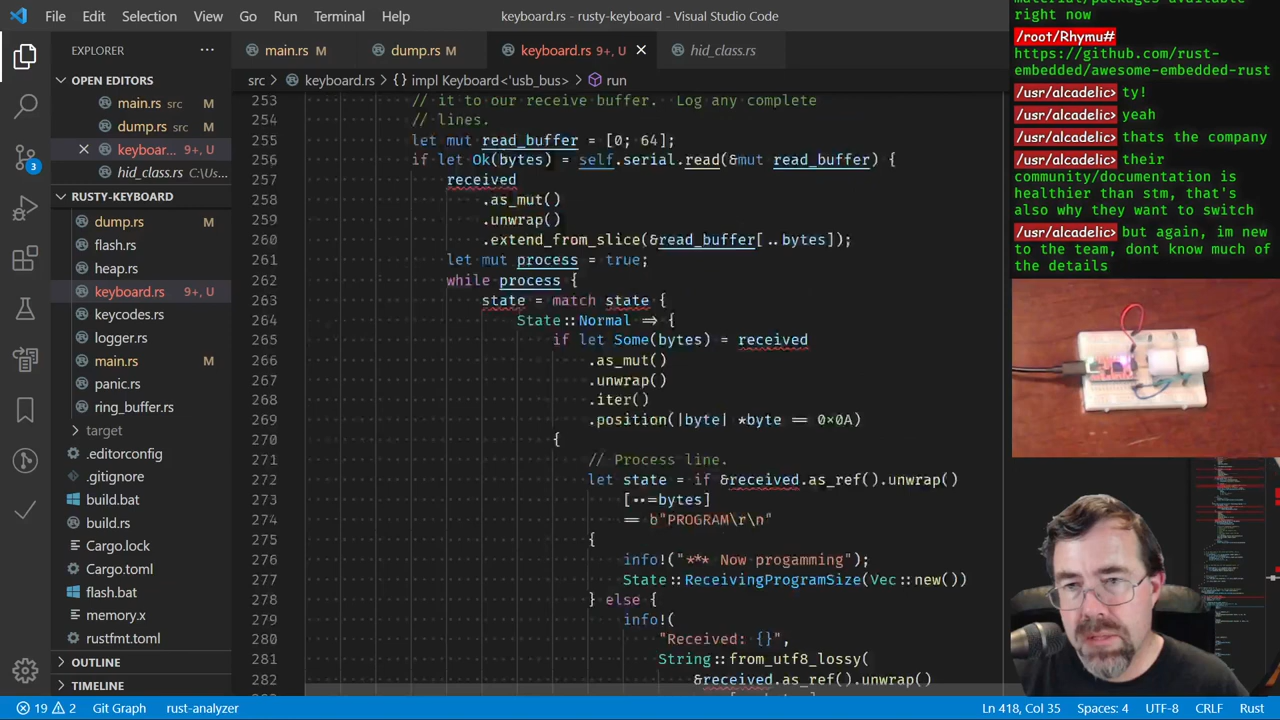 File Edit Selection View Go Run Terminal Help
keyboard.rs - rusty-keyboard - Visual Studio Code
EXPLORER
OPEN EDITORS
main.rs src M
dump.rs src M
keyboar... 9+, U
hid_class.rs C:\Us...
RUSTY-KEYBOARD
dump.rs M
flash.rs
heap.rs
keyboard.rs 9+, U
keycodes.rs
logger.rs
main.rs M
panic.rs
ring_buffer.rs
target
.editorconfig
.gitignore
build.bat
build.rs
Cargo.lock
Cargo.toml
flash.bat
memory.x
rustfmt.toml
OUTLINE
TIMELINE
3
main.rs M
dump.rs M
keyboard.rs 9+, U
hid_class.rs
src > keyboard.rs > {} impl Keyboard<'usb_bus> > run
253 // it to our receive buffer. Log any complete
254 // lines.
255 let mut read_buffer = [0; 64];
256 if let Ok(bytes) = self.serial.read(&mut read_buffer) {
257 received
258 .as_mut()
259 .unwrap()
260 .extend_from_slice(&read_buffer[..bytes]);
261 let mut process = true;
262 while process {
263 state = match state {
264 State::Normal => {
265 if let Some(bytes) = received
266 .as_mut()
267 .unwrap()
268 .iter()
269 .position(|byte| *byte == 0x0A)
270 {
271 // Process line.
272 let state = if &received.as_ref().unwrap()
273 [..=bytes]
274 == b"PROGRAM\r\n"
275 {
276 info!("*** Now progamming");
277 State::ReceivingProgramSize(Vec::new())
278 } else {
279 info!(
280 "Received: {}",
281 String::from_utf8_lossy(
282 &received.as_ref().unwrap()
right now
/root/Rhymu#
https://github.com/rust-
embedded/awesome-embedded-rust
/usr/alcadelic> ty!
/usr/alcadelic> yeah
/usr/alcadelic> thats the company
/usr/alcadelic> their
community/documentation is
healthier than stm, that's
also why they want to switch
/usr/alcadelic> but again, im new
to the team, dont know much of
the details
19 2 Git Graph rust-analyzer
Ln 418, Col 35 Spaces: 4 UTF-8 CRLF Rust